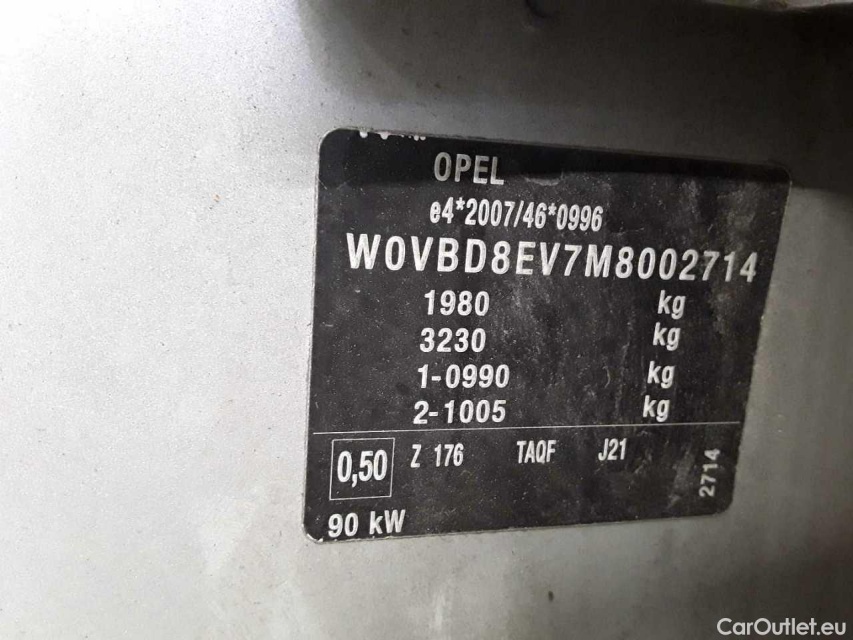 OPEL
e4*2007/46*0996
W0VBD8EV7M8002714
1980 kg
3230 kg
1-0990 kg
2-1005 kg
0,50 Z 176 TAQF J21 2714
90 kW
CarOutlet.eu